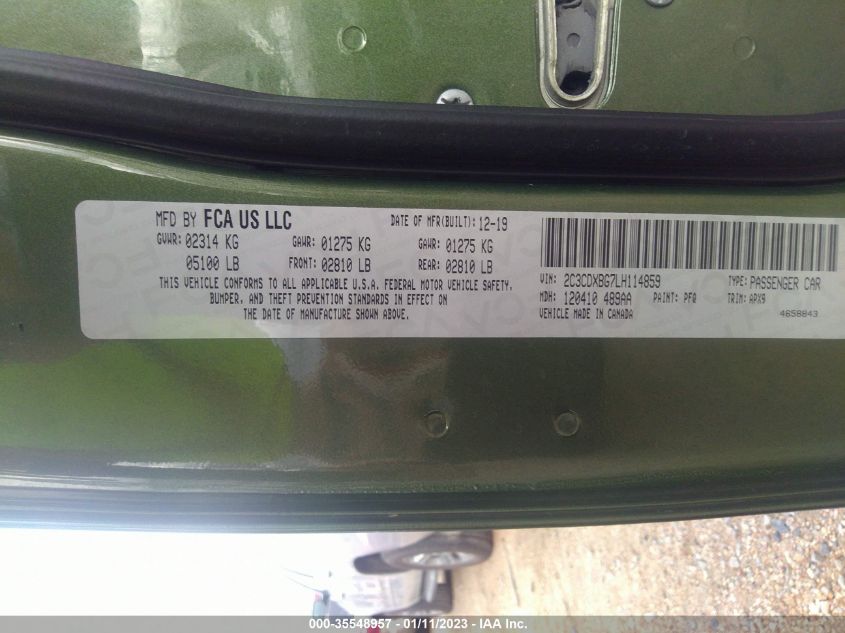 MFD BY FCA US LLC
DATE OF MFR(BUILT): 12-19
GVWR: 02314 KG GAWR: 01275 KG GAWR: 01275 KG
05100 LB FRONT: 02810 LB REAR: 02810 LB
THIS VEHICLE CONFORMS TO ALL APPLICABLE U.S.A. FEDERAL MOTOR VEHICLE SAFETY,
BUMPER, AND THEFT PREVENTION STANDARDS IN EFFECT ON
THE DATE OF MANUFACTURE SHOWN ABOVE.
VIN: 2C3CDXBG7LH114859 TYPE: PASSENGER CAR
MDH: 120410 489AA PAINT: PFQ TRIM: ARX9
VEHICLE MADE IN CANADA 4658843
000-35548957 - 01/11/2023 - IAA Inc.